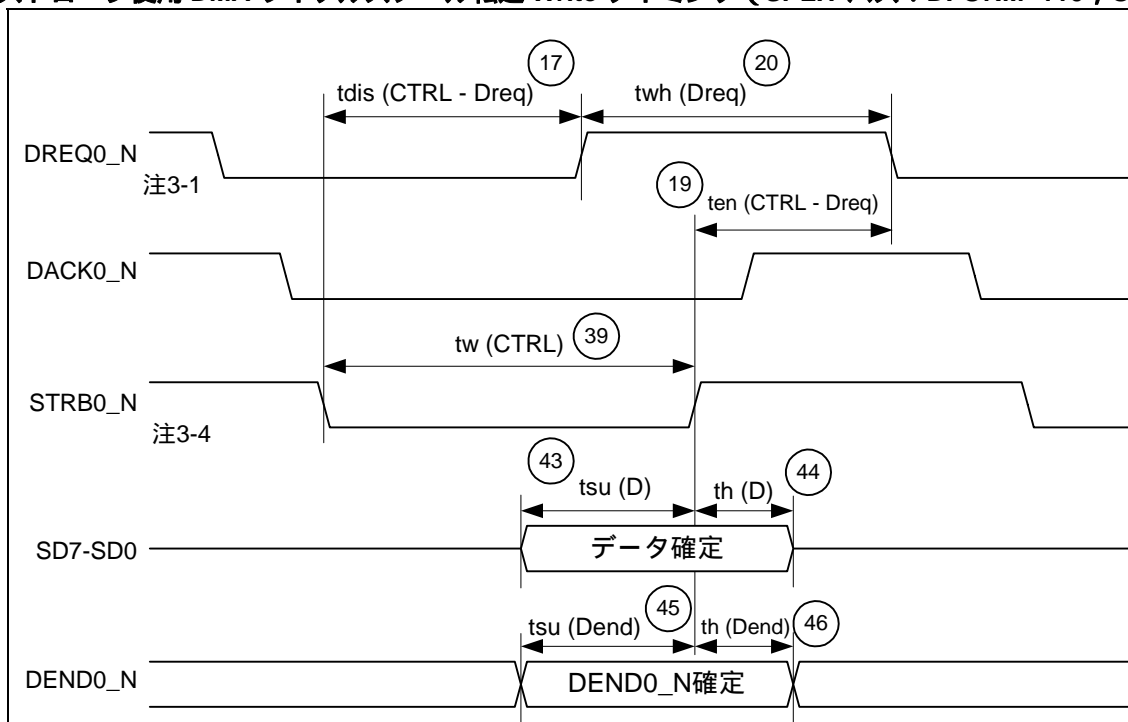 17
20
tdis (CTRL - Dreq)
twh (Dreq)
DREQ0_N
注3-1
19
ten (CTRL - Dreq)
DACK0_N
tw (CTRL)
39
STRB0_N
注3-4
43
tsu (D)
th (D)
44
SD7-SD0
データ確定
tsu (Dend)
45
th (Dend)
46
DEND0_N
DEND0_N確定